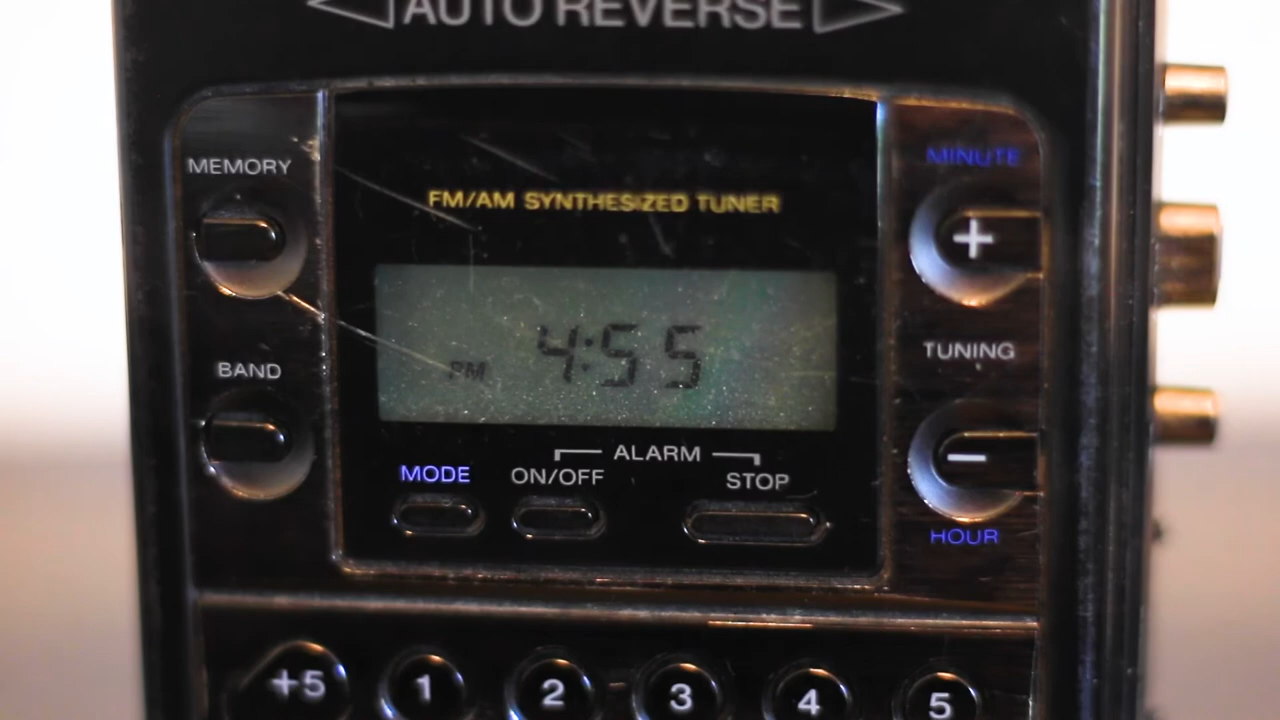 AUTO REVERSE
MEMORY
MINUTE
FM/AM SYNTHESIZED TUNER
+
PM 4:55
TUNING
BAND
ALARM
MODE ON/OFF STOP
-
HOUR
+5 1 2 3 4 5